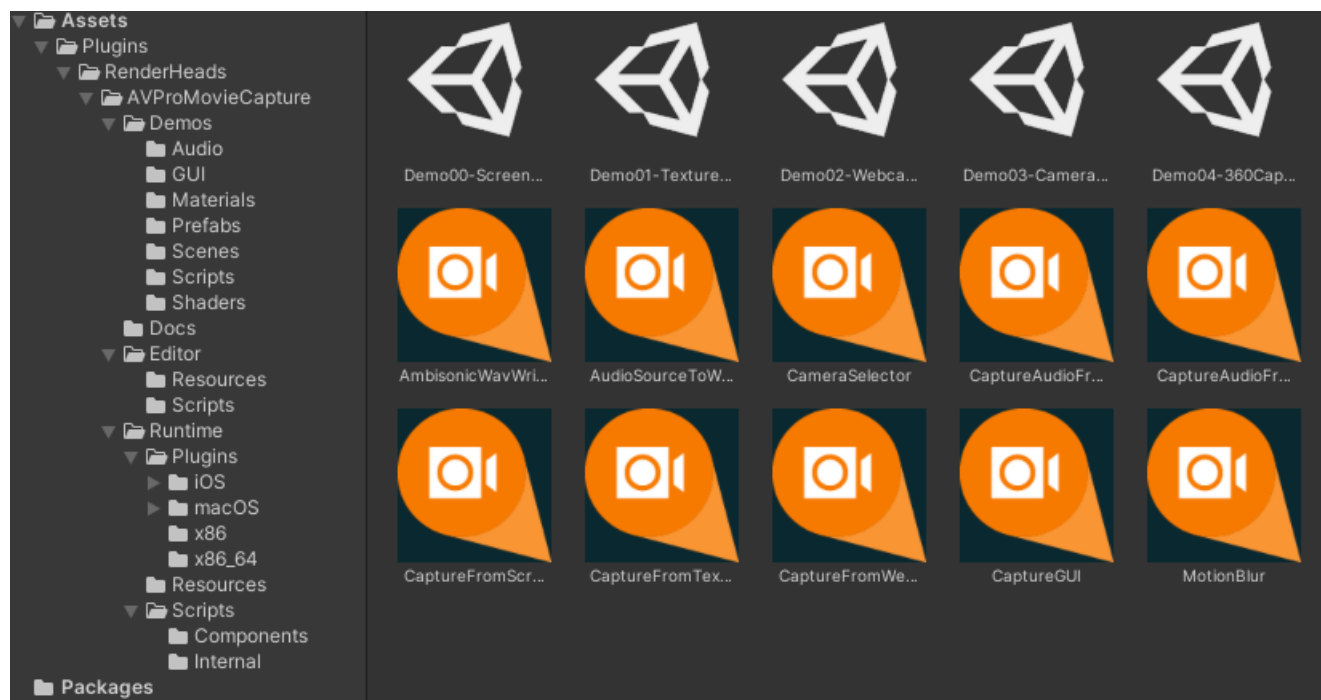 Assets
Plugins
RenderHeads
AVProMovieCapture
Demos
Audio
GUI
Materials
Prefabs
Scenes
Scripts
Shaders
Docs
Editor
Resources
Scripts
Runtime
Plugins
iOS
macOS
x86
x86_64
Resources
Scripts
Components
Internal
Packages
Demo00-Screen... Demo01-Texture... Demo02-Webca... Demo03-Camera... Demo04-360Cap...
AmbisonicWavWri... AudioSourceToW... CameraSelector CaptureAudioFr... CaptureAudioFr...
CaptureFromScr... CaptureFromTex... CaptureFromWe... CaptureGUI MotionBlur